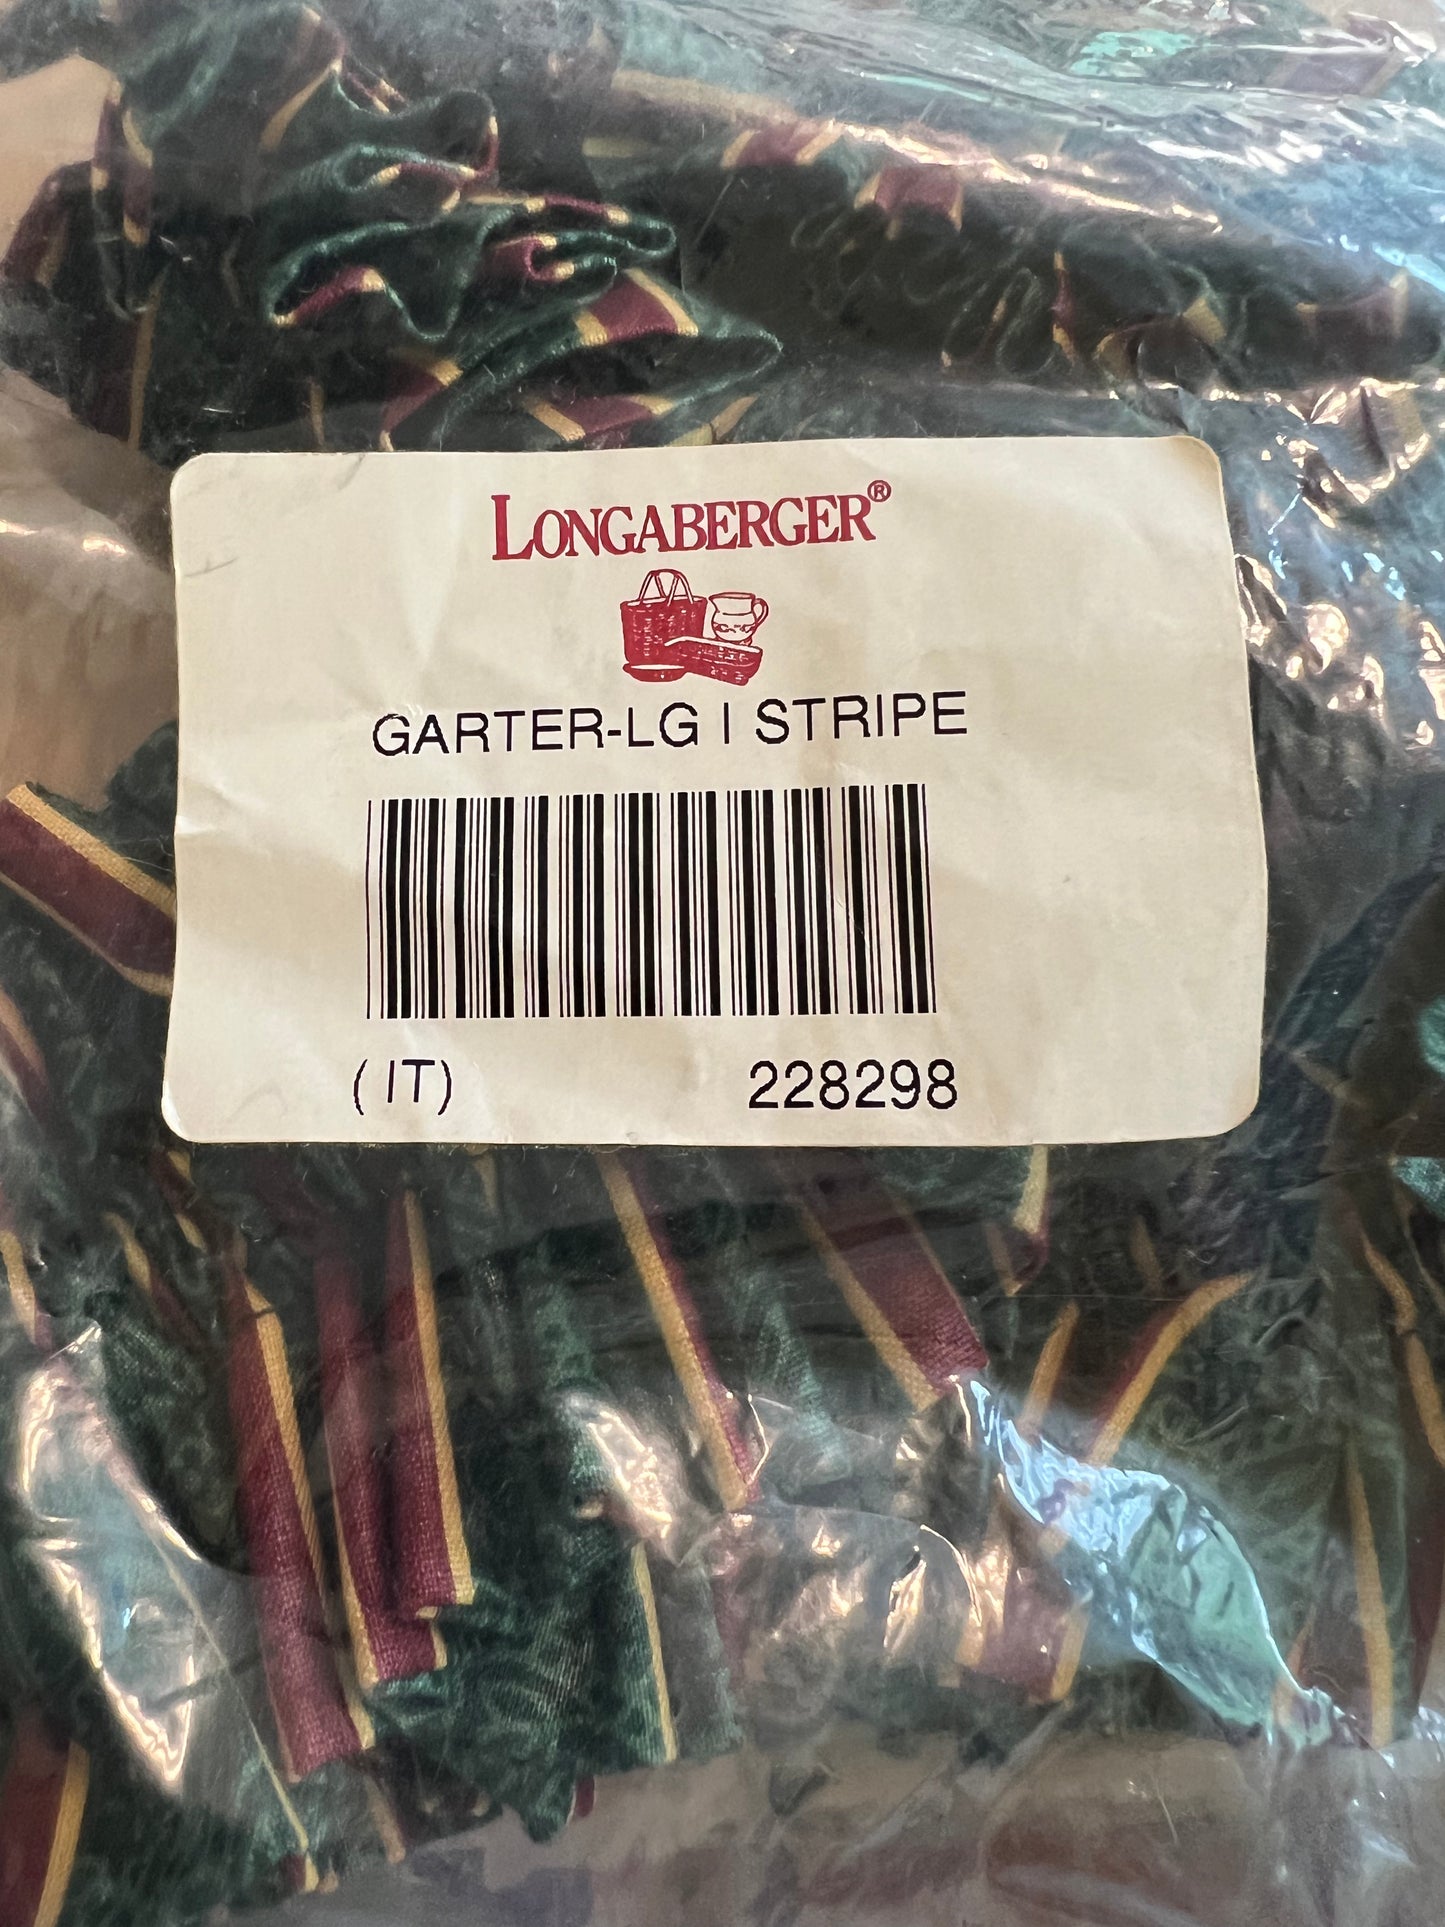 LONGABERGER®
GARTER-LG I STRIPE
(IT) 228298